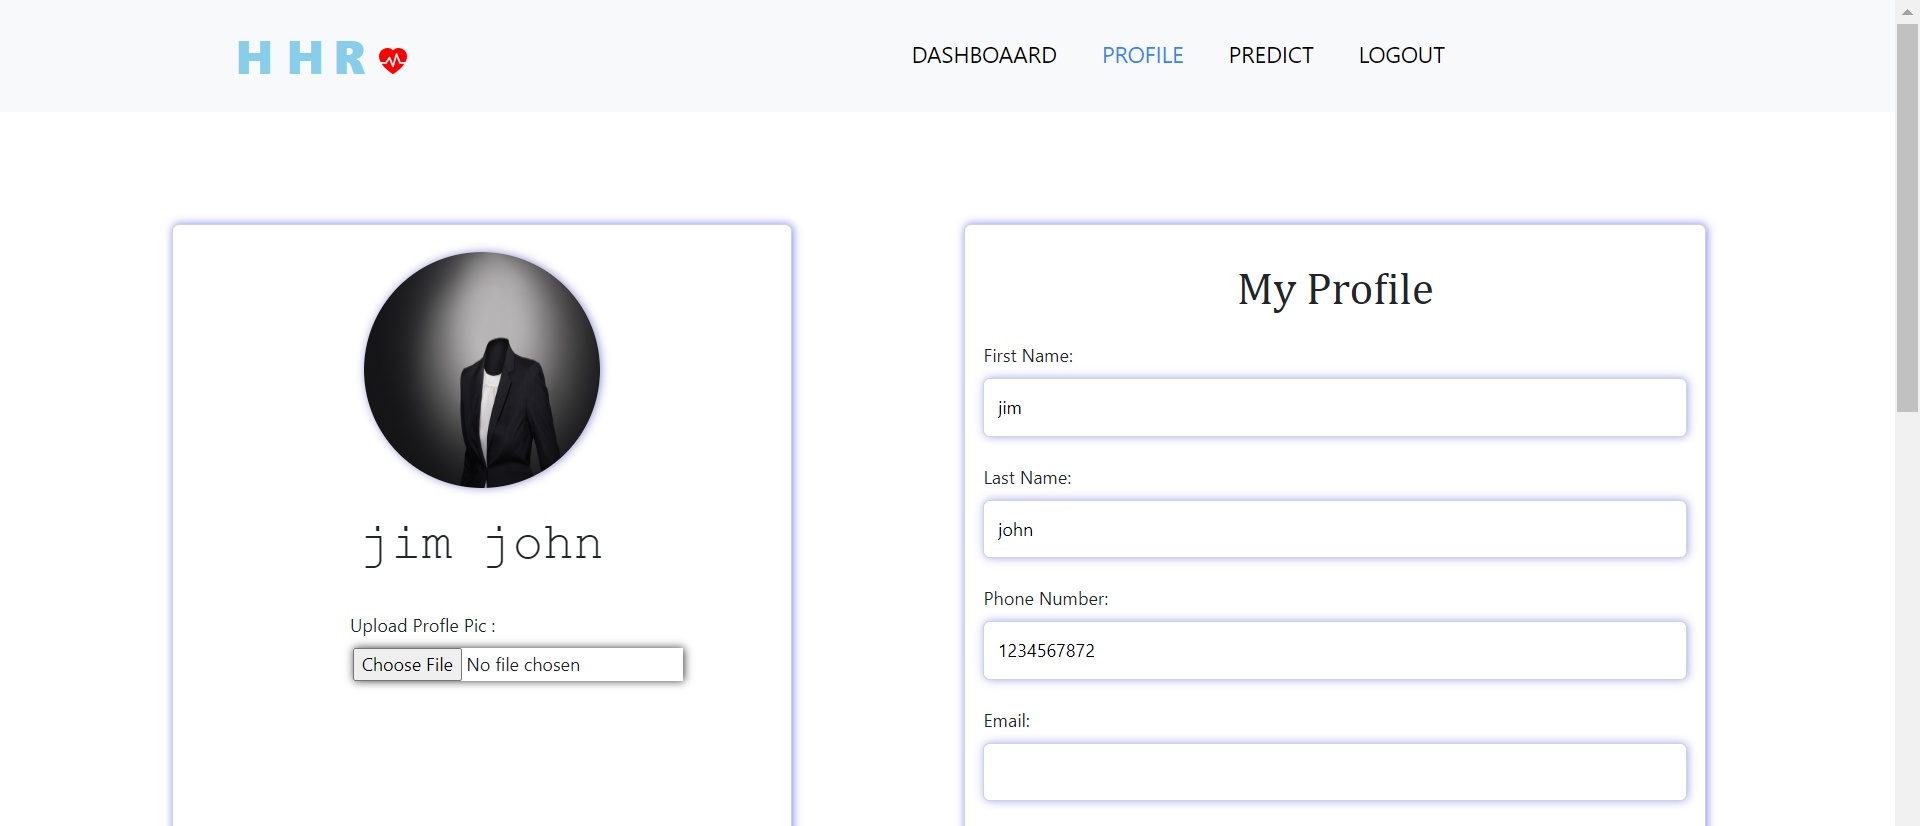 H H R
DASHBOAARD PROFILE PREDICT LOGOUT
jim john
Upload Profle Pic :
Choose File No file chosen
My Profile
First Name:
jim
Last Name:
john
Phone Number:
1234567872
Email: